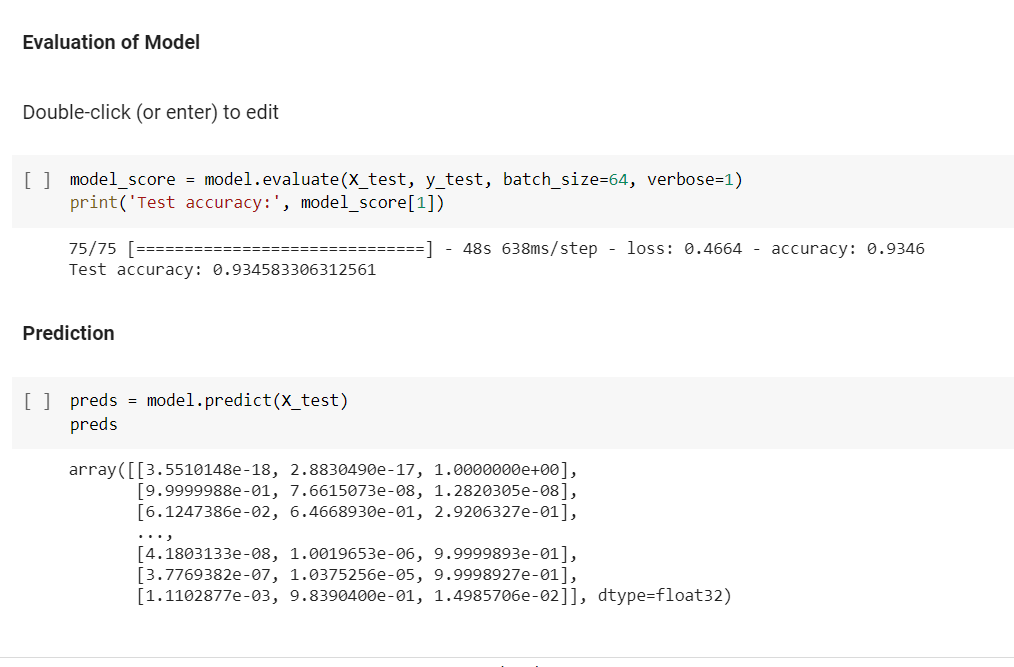 Evaluation of Model
Double-click (or enter) to edit
[ ] model_score = model.evaluate(X_test, y_test, batch_size=64, verbose=1)
print('Test accuracy:', model_score[1])
75/75 [==============================] - 48s 638ms/step - loss: 0.4664 - accuracy: 0.9346
Test accuracy: 0.934583306312561
Prediction
[ ] preds = model.predict(X_test)
preds
array([[3.5510148e-18, 2.8830490e-17, 1.0000000e+00],
[9.9999988e-01, 7.6615073e-08, 1.2820305e-08],
[6.1247386e-02, 6.4668930e-01, 2.9206327e-01],
...,
[4.1803133e-08, 1.0019653e-06, 9.9999893e-01],
[3.7769382e-07, 1.0375256e-05, 9.9998927e-01],
[1.1102877e-03, 9.8390400e-01, 1.4985706e-02]], dtype=float32)